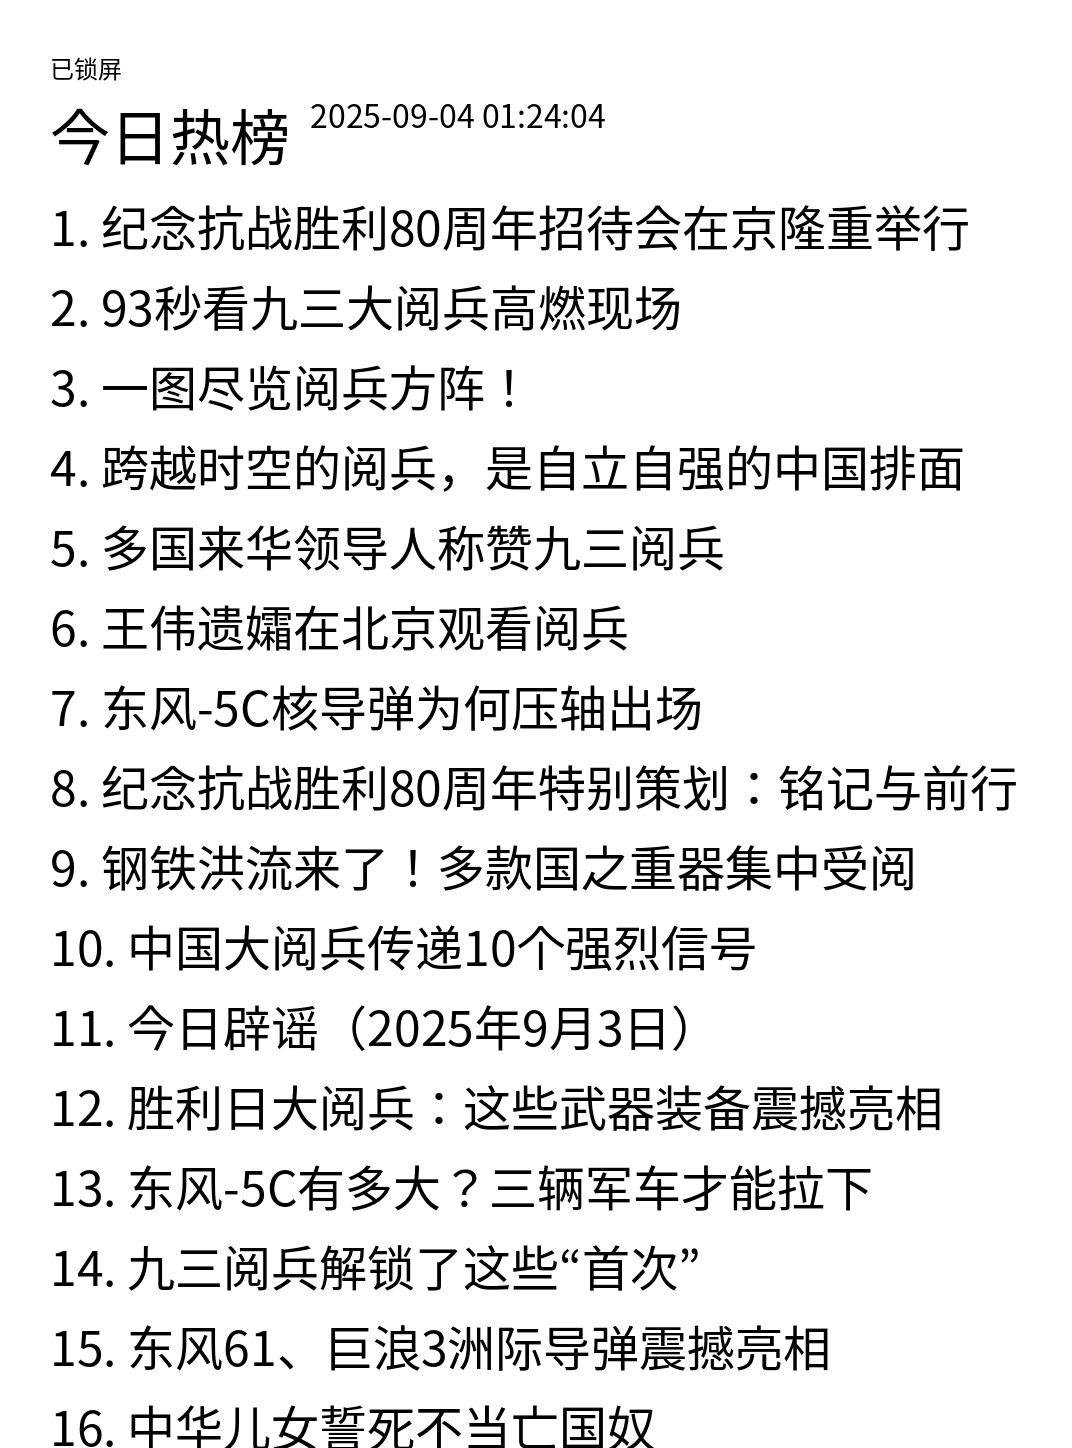 已锁屏
今日热榜 2025-09-04 01:24:04
1. 纪念抗战胜利80周年招待会在京隆重举行
2. 93秒看九三大阅兵高燃现场
3. 一图尽览阅兵方阵！
4. 跨越时空的阅兵，是自立自强的中国排面
5. 多国来华领导人称赞九三阅兵
6. 王伟遗孀在北京观看阅兵
7. 东风-5C核导弹为何压轴出场
8. 纪念抗战胜利80周年特别策划：铭记与前行
9. 钢铁洪流来了！多款国之重器集中受阅
10. 中国大阅兵传递10个强烈信号
11. 今日辟谣（2025年9月3日）
12. 胜利日大阅兵：这些武器装备震撼亮相
13. 东风-5C有多大？三辆军车才能拉下
14. 九三阅兵解锁了这些“首次”
15. 东风61、巨浪3洲际导弹震撼亮相
16. 中华儿女誓死不当亡国奴